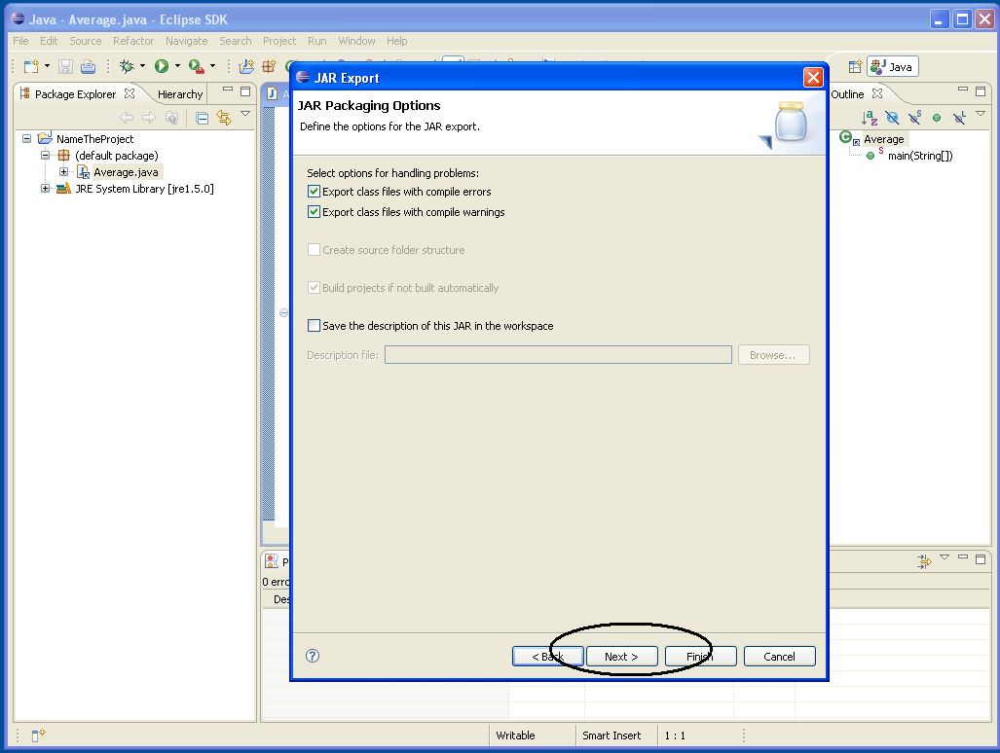 Java - Average.java - Eclipse SDK
File Edit Source Refactor Navigate Search Project Run Window Help
Java
Package Explorer Hierarchy
NameTheProject
(default package)
Average.java
JRE System Library [jre1.5.0]
JAR Export
JAR Packaging Options
Define the options for the JAR export.
Select options for handling problems:
Export class files with compile errors
Export class files with compile warnings
Create source folder structure
Build projects if not built automatically
Save the description of this JAR in the workspace
Description file: Browse...
< Back Next > Finish Cancel
Outline
Average
main(String[])
P
0 erro
Des
Writable Smart Insert 1 : 1